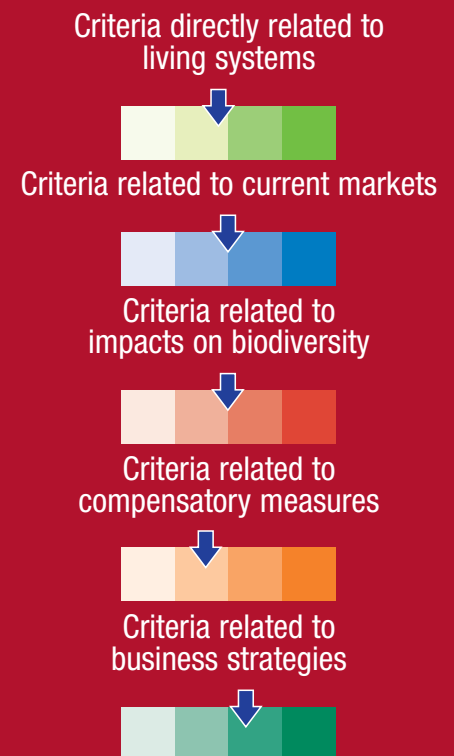 Criteria directly related to
living systems
Criteria related to current markets
Criteria related to
impacts on biodiversity
Criteria related to
compensatory measures
Criteria related to
business strategies